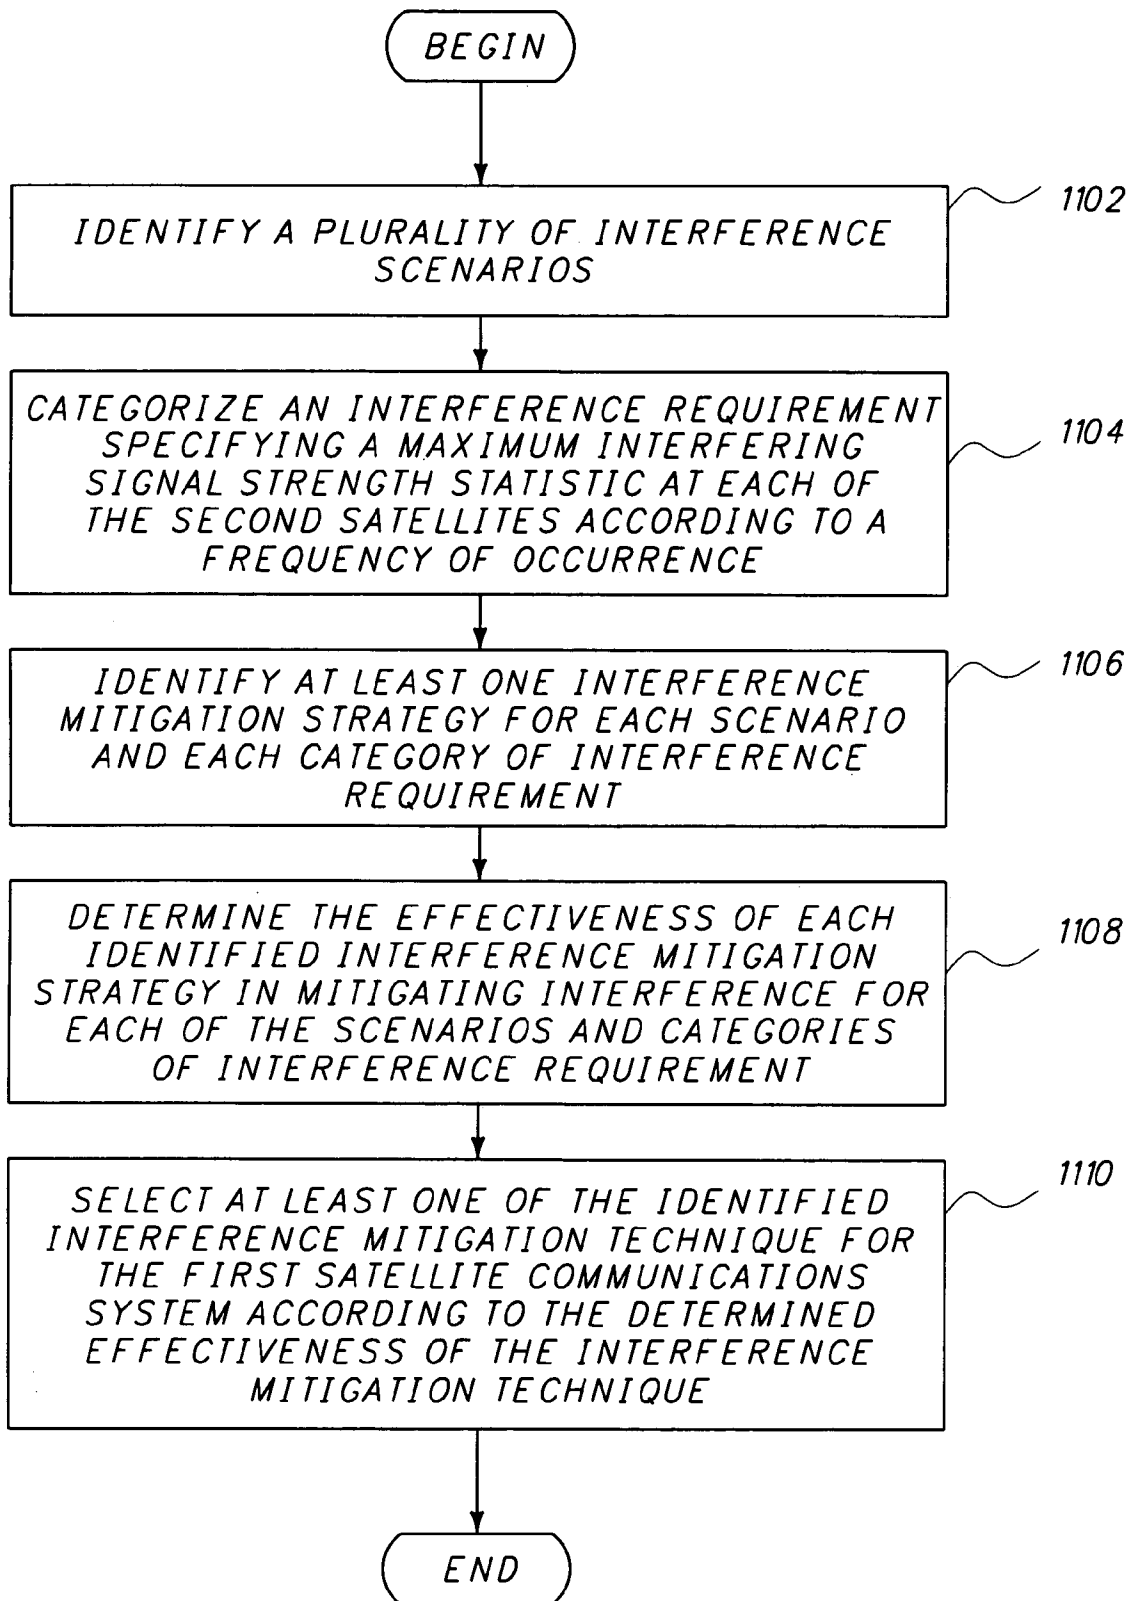 BEGIN
IDENTIFY A PLURALITY OF INTERFERENCE
SCENARIOS
1102
CATEGORIZE AN INTERFERENCE REQUIREMENT
SPECIFYING A MAXIMUM INTERFERING
SIGNAL STRENGTH STATISTIC AT EACH OF
THE SECOND SATELLITES ACCORDING TO A
FREQUENCY OF OCCURRENCE
1104
IDENTIFY AT LEAST ONE INTERFERENCE
MITIGATION STRATEGY FOR EACH SCENARIO
AND EACH CATEGORY OF INTERFERENCE
REQUIREMENT
1106
DETERMINE THE EFFECTIVENESS OF EACH
IDENTIFIED INTERFERENCE MITIGATION
STRATEGY IN MITIGATING INTERFERENCE FOR
EACH OF THE SCENARIOS AND CATEGORIES
OF INTERFERENCE REQUIREMENT
1108
SELECT AT LEAST ONE OF THE IDENTIFIED
INTERFERENCE MITIGATION TECHNIQUE FOR
THE FIRST SATELLITE COMMUNICATIONS
SYSTEM ACCORDING TO THE DETERMINED
EFFECTIVENESS OF THE INTERFERENCE
MITIGATION TECHNIQUE
1110
END